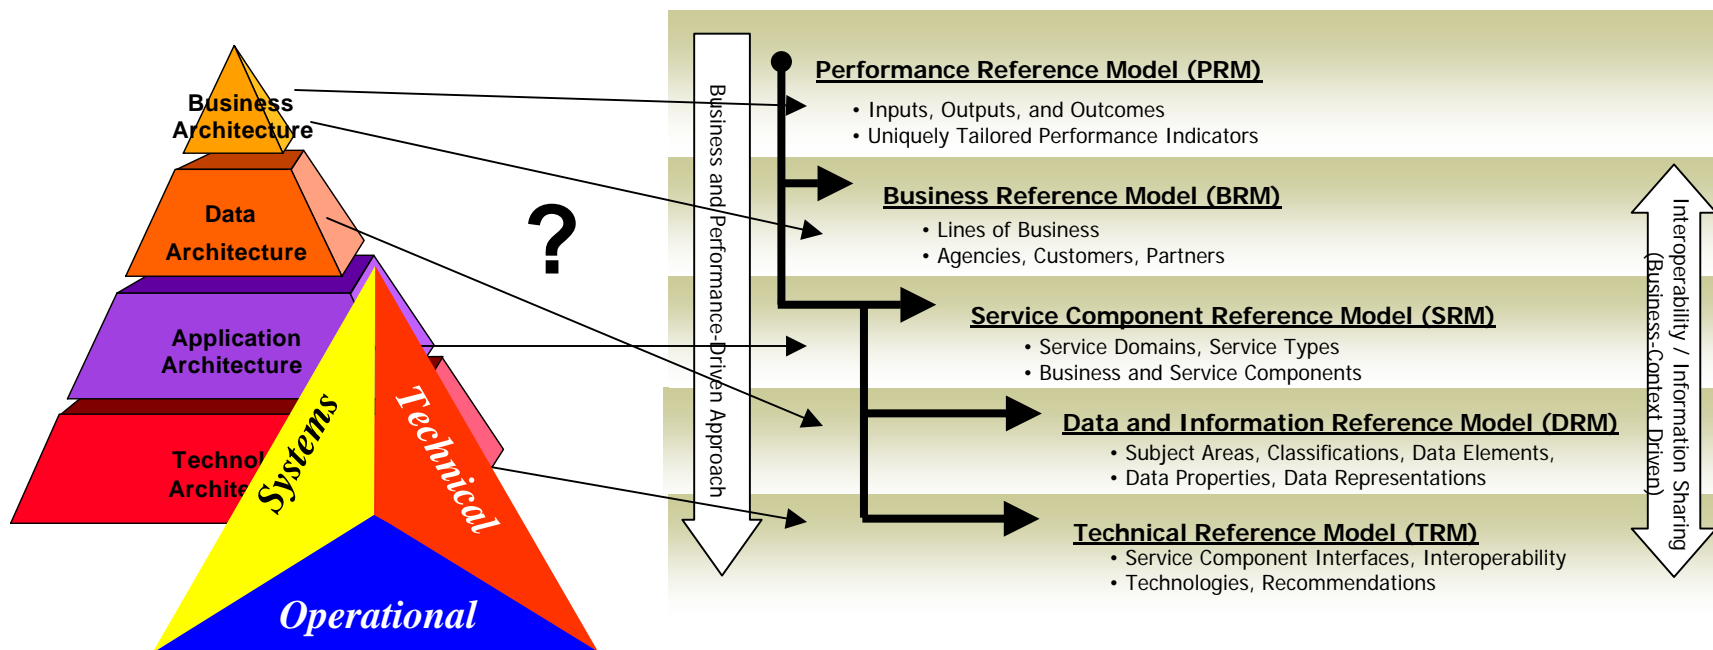 Business
Architecture
Data
Architecture
Application
Architecture
Technol
Archite
Systems
Technical
Operational
?
Business and Performance-Driven Approach
Performance Reference Model (PRM)
• Inputs, Outputs, and Outcomes
• Uniquely Tailored Performance Indicators
Business Reference Model (BRM)
• Lines of Business
• Agencies, Customers, Partners
Service Component Reference Model (SRM)
• Service Domains, Service Types
• Business and Service Components
Data and Information Reference Model (DRM)
• Subject Areas, Classifications, Data Elements,
• Data Properties, Data Representations
Technical Reference Model (TRM)
• Service Component Interfaces, Interoperability
• Technologies, Recommendations
Interoperability / Information Sharing
(Business-Context Driven)